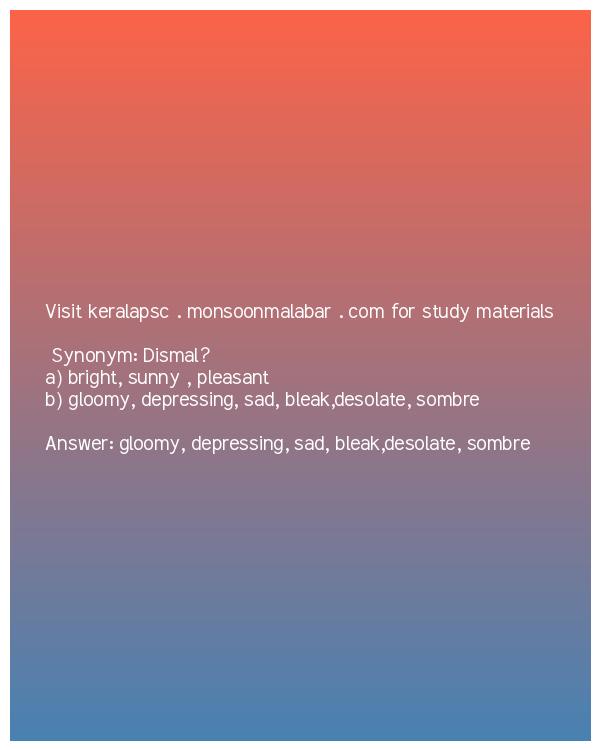 Visit keralapsc . monsoonmalabar . com for study materials
Synonym: Dismal?
a) bright, sunny , pleasant
b) gloomy, depressing, sad, bleak,desolate, sombre
Answer: gloomy, depressing, sad, bleak,desolate, sombre